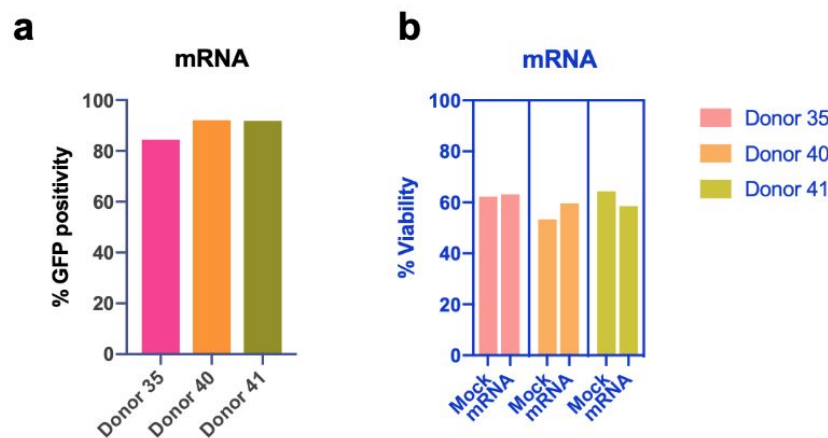 a
mRNA
% GFP positivity
100
80
60
40
20
0
Donor 35
Donor 40
Donor 41
b
mRNA
% Viability
100
80
60
40
20
0
Mock
mRNA
Mock
mRNA
Mock
mRNA
Donor 35
Donor 40
Donor 41